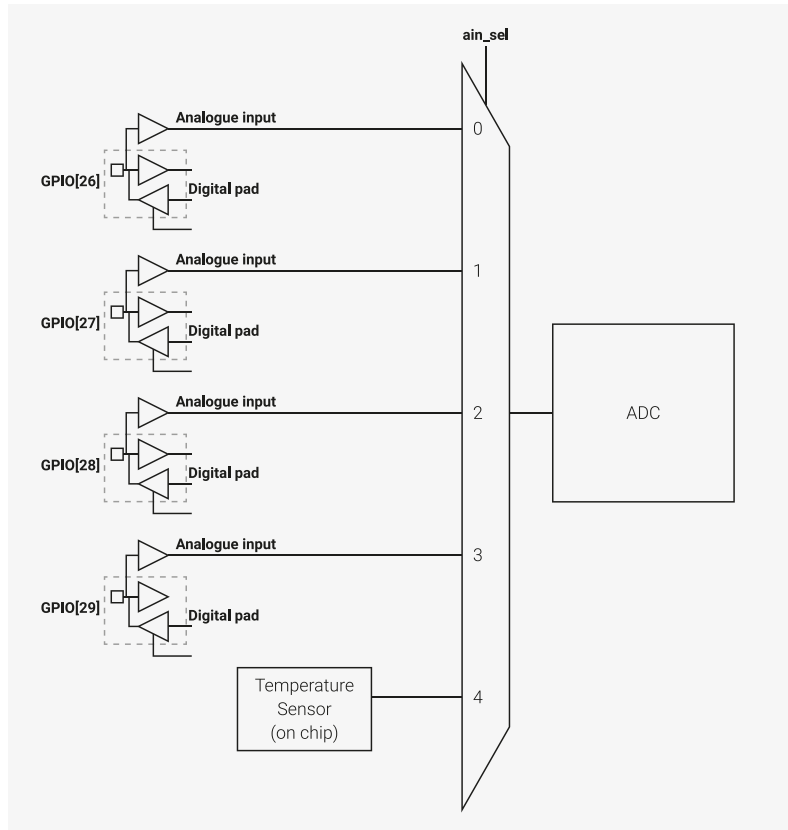 ain_sel
Analogue input
0
GPIO[26]
Digital pad
Analogue input
1
GPIO[27]
Digital pad
Analogue input
2
ADC
GPIO[28]
Digital pad
Analogue input
3
GPIO[29]
Digital pad
Temperature
Sensor
(on chip)
4